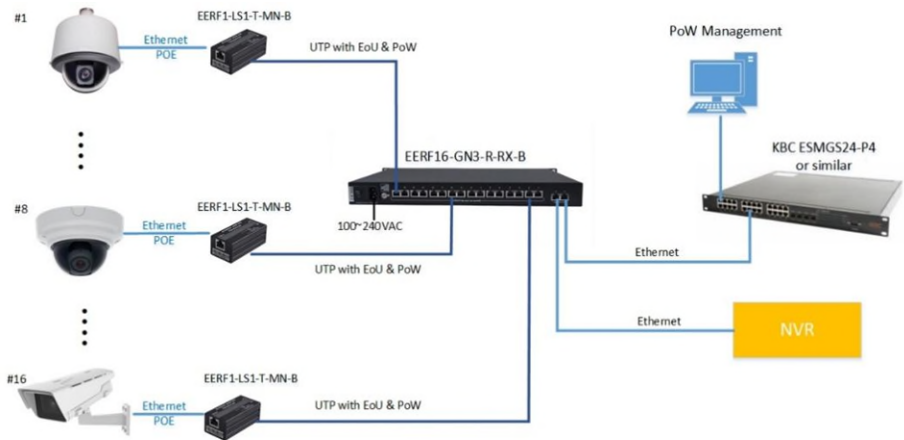 #1
EERF1-LS1-T-MN-B
Ethernet
POE
UTP with EoU & PoW
PoW Management
EERF16-GN3-R-RX-B
KBC ESMGS24-P4
or similar
100~240VAC
#8
EERF1-LS1-T-MN-B
Ethernet
POE
UTP with EoU & PoW
Ethernet
Ethernet
NVR
#16
EERF1-LS1-T-MN-B
Ethernet
POE
UTP with EoU & PoW